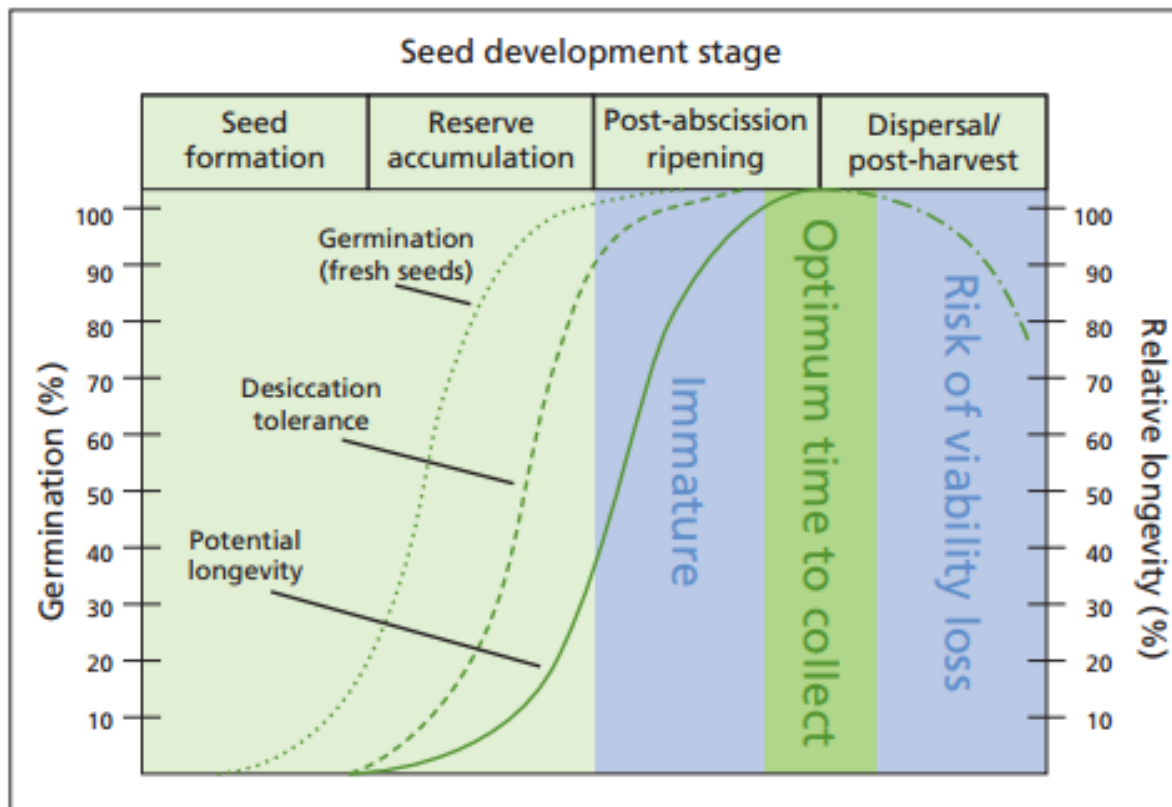 Seed development stage
Seed
formation
Reserve
accumulation
Post-abscission
ripening
Dispersal/
post-harvest
Germination (%)
100
90
80
70
60
50
40
30
20
10
Germination
(fresh seeds)
Desiccation
tolerance
Potential
longevity
Immature
Optimum time to collect
Risk of viability loss
100
90
80
70
60
50
40
30
20
10
Relative longevity (%)